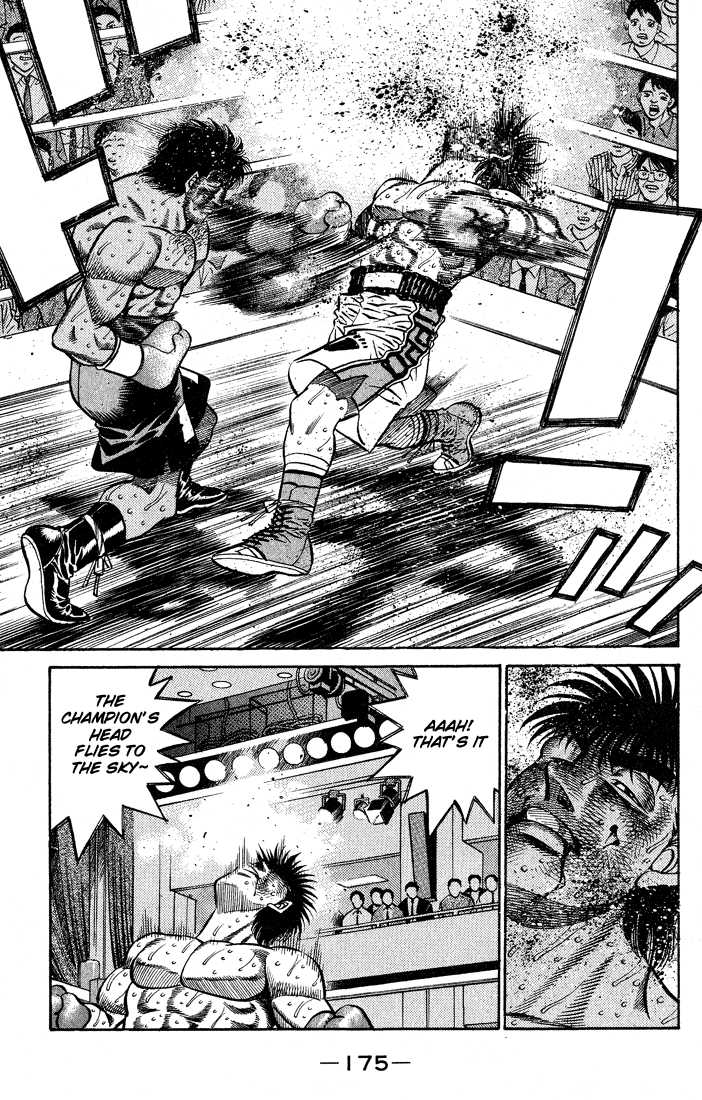 AAAH!
THAT'S IT
THE
CHAMPION'S
HEAD
FLIES TO
THE SKY~
—175—